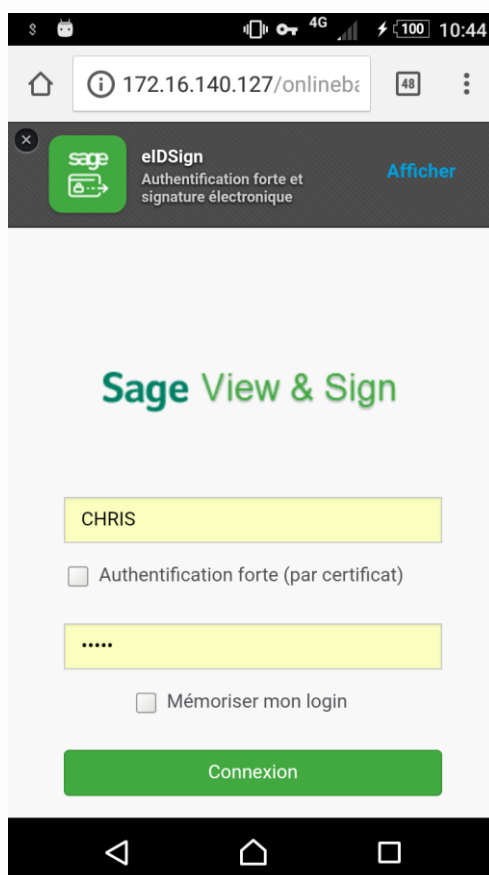 4G 100 10:44
172.16.140.127/onlineba 48
sage
eIDSign
Authentification forte et
signature électronique
Afficher
Sage View & Sign
CHRIS
Authentification forte (par certificat)
•••••
Mémoriser mon login
Connexion